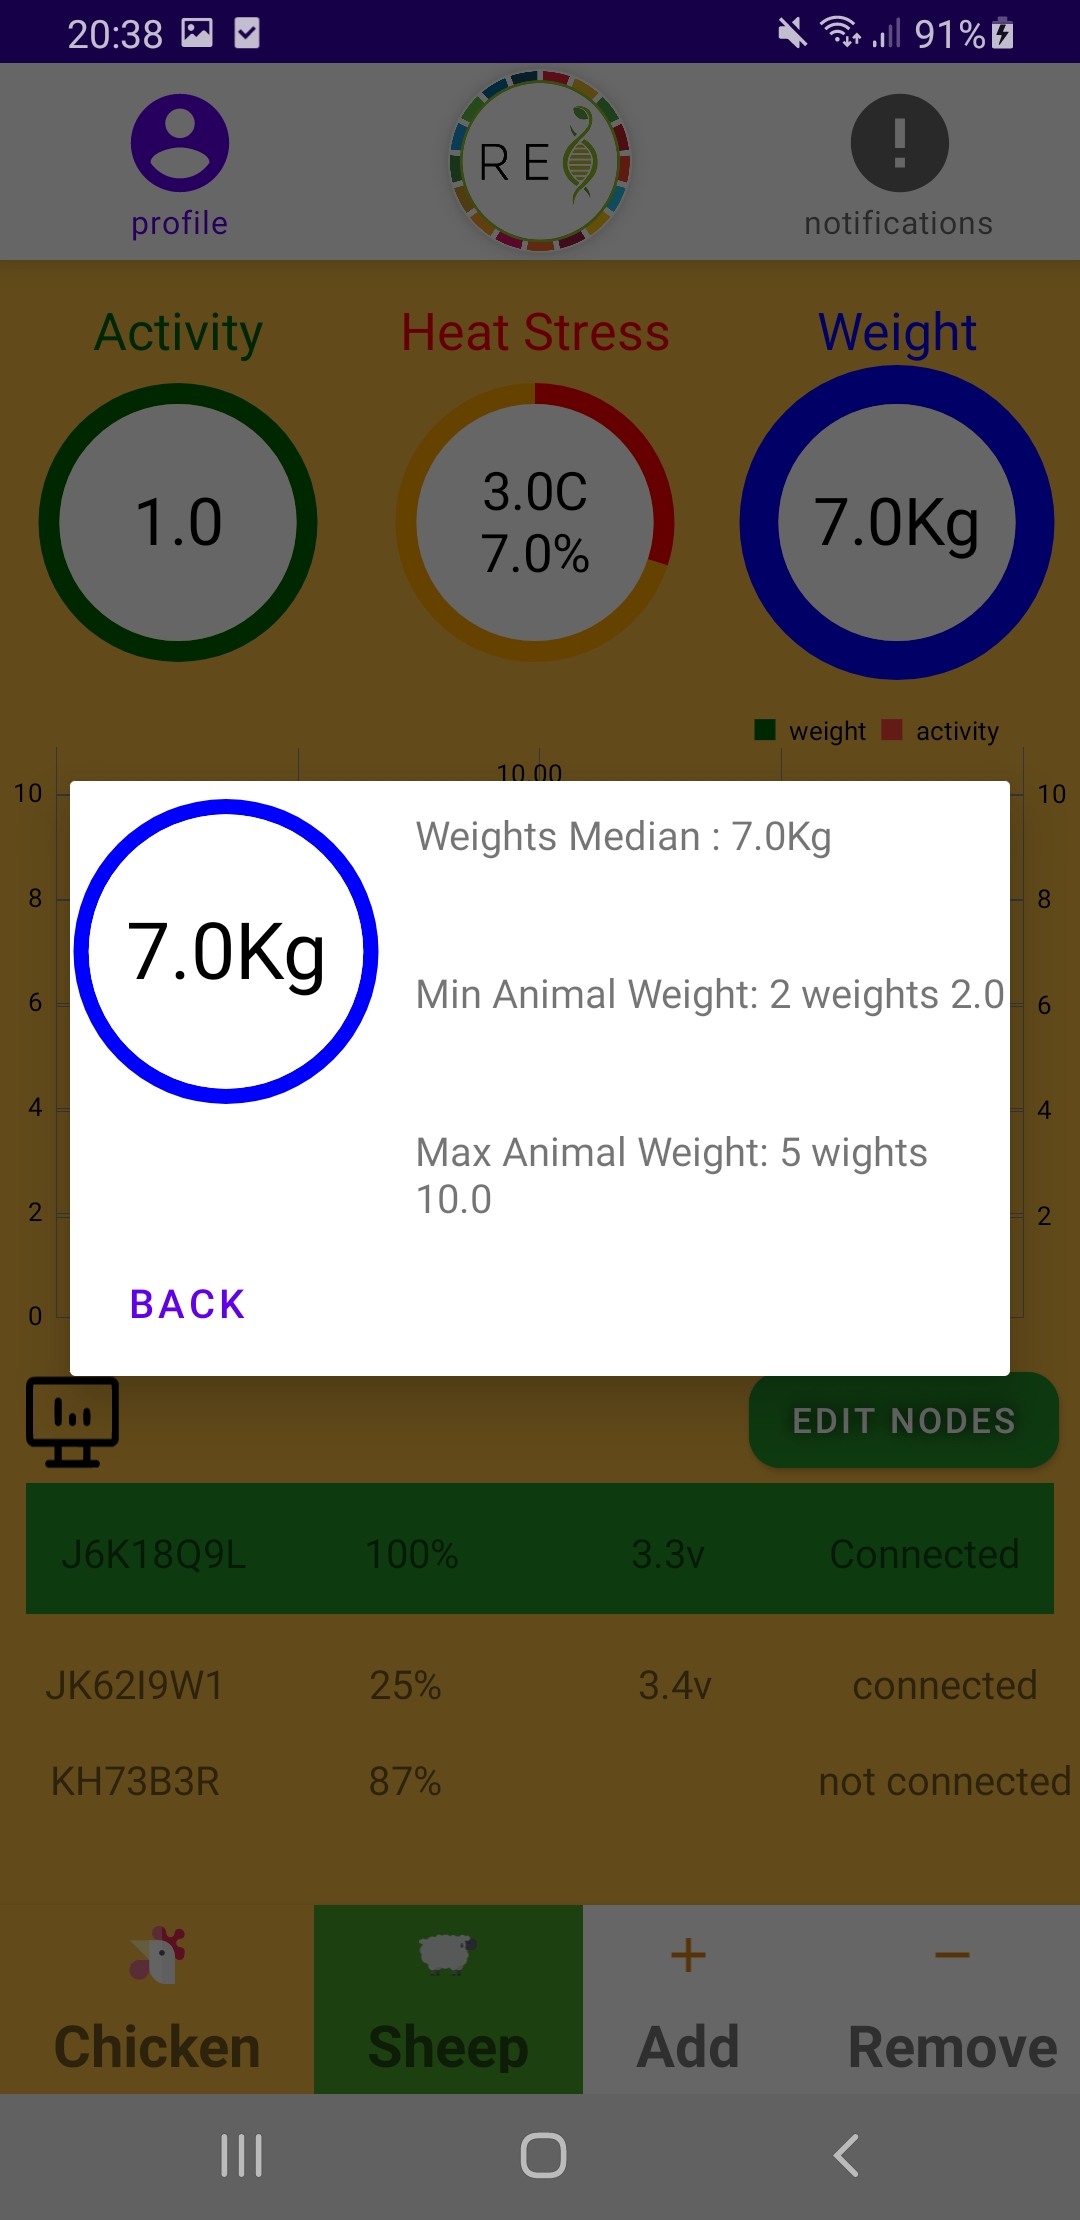 20:38 91%
RE
profile
notifications
Activity
Heat Stress
Weight
1.0
3.0C
7.0%
7.0Kg
weight activity
10.00
10
8
6
4
2
0
10
8
6
4
2
7.0Kg
Weights Median : 7.0Kg
Min Animal Weight: 2 weights 2.0
Max Animal Weight: 5 wights
10.0
BACK
EDIT NODES
J6K18Q9L 100% 3.3v Connected
JK62I9W1 25% 3.4v connected
KH73B3R 87% not connected
Chicken
Sheep
Add
Remove